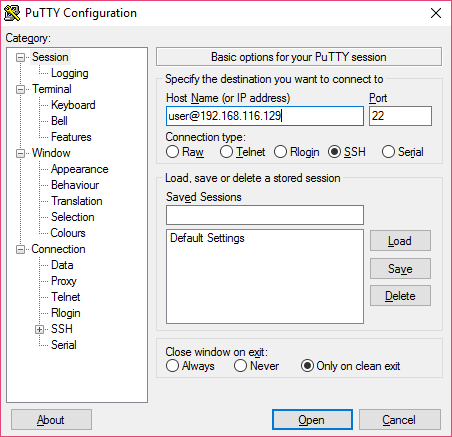 PuTTY Configuration
Category:
Session
Logging
Terminal
Keyboard
Bell
Features
Window
Appearance
Behaviour
Translation
Selection
Colours
Connection
Data
Proxy
Telnet
Rlogin
SSH
Serial
Basic options for your PuTTY session
Specify the destination you want to connect to
Host Name (or IP address) Port
user@192.168.116.129 22
Connection type:
Raw Telnet Rlogin SSH Serial
Load, save or delete a stored session
Saved Sessions
Default Settings
Load
Save
Delete
Close window on exit:
Always Never Only on clean exit
About Open Cancel